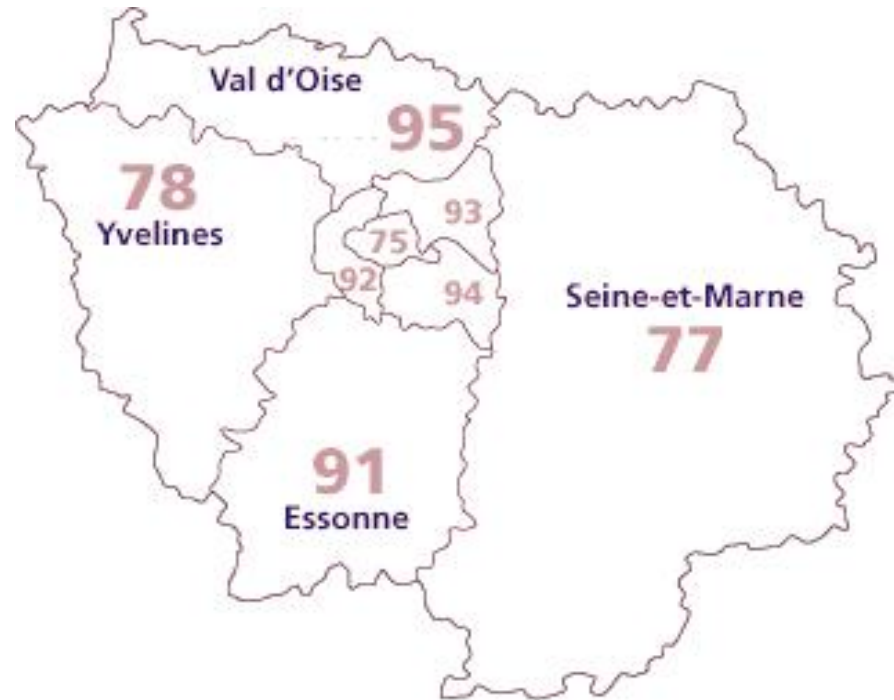 Val d'Oise
95
78
Yvelines
93
75
92
94
Seine-et-Marne
77
91
Essonne